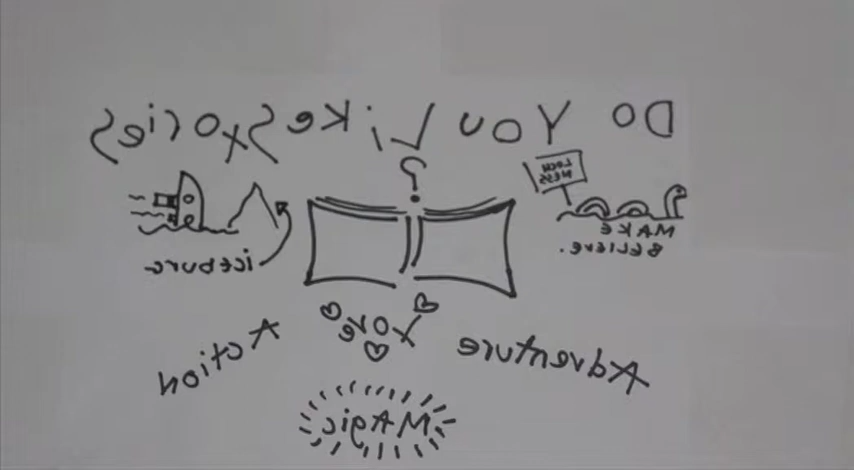 Do You Like Stories
?
LOCH
NESS
MAKE
BELIEVE.
iceburg
Adventure
Love
Action
MAgic